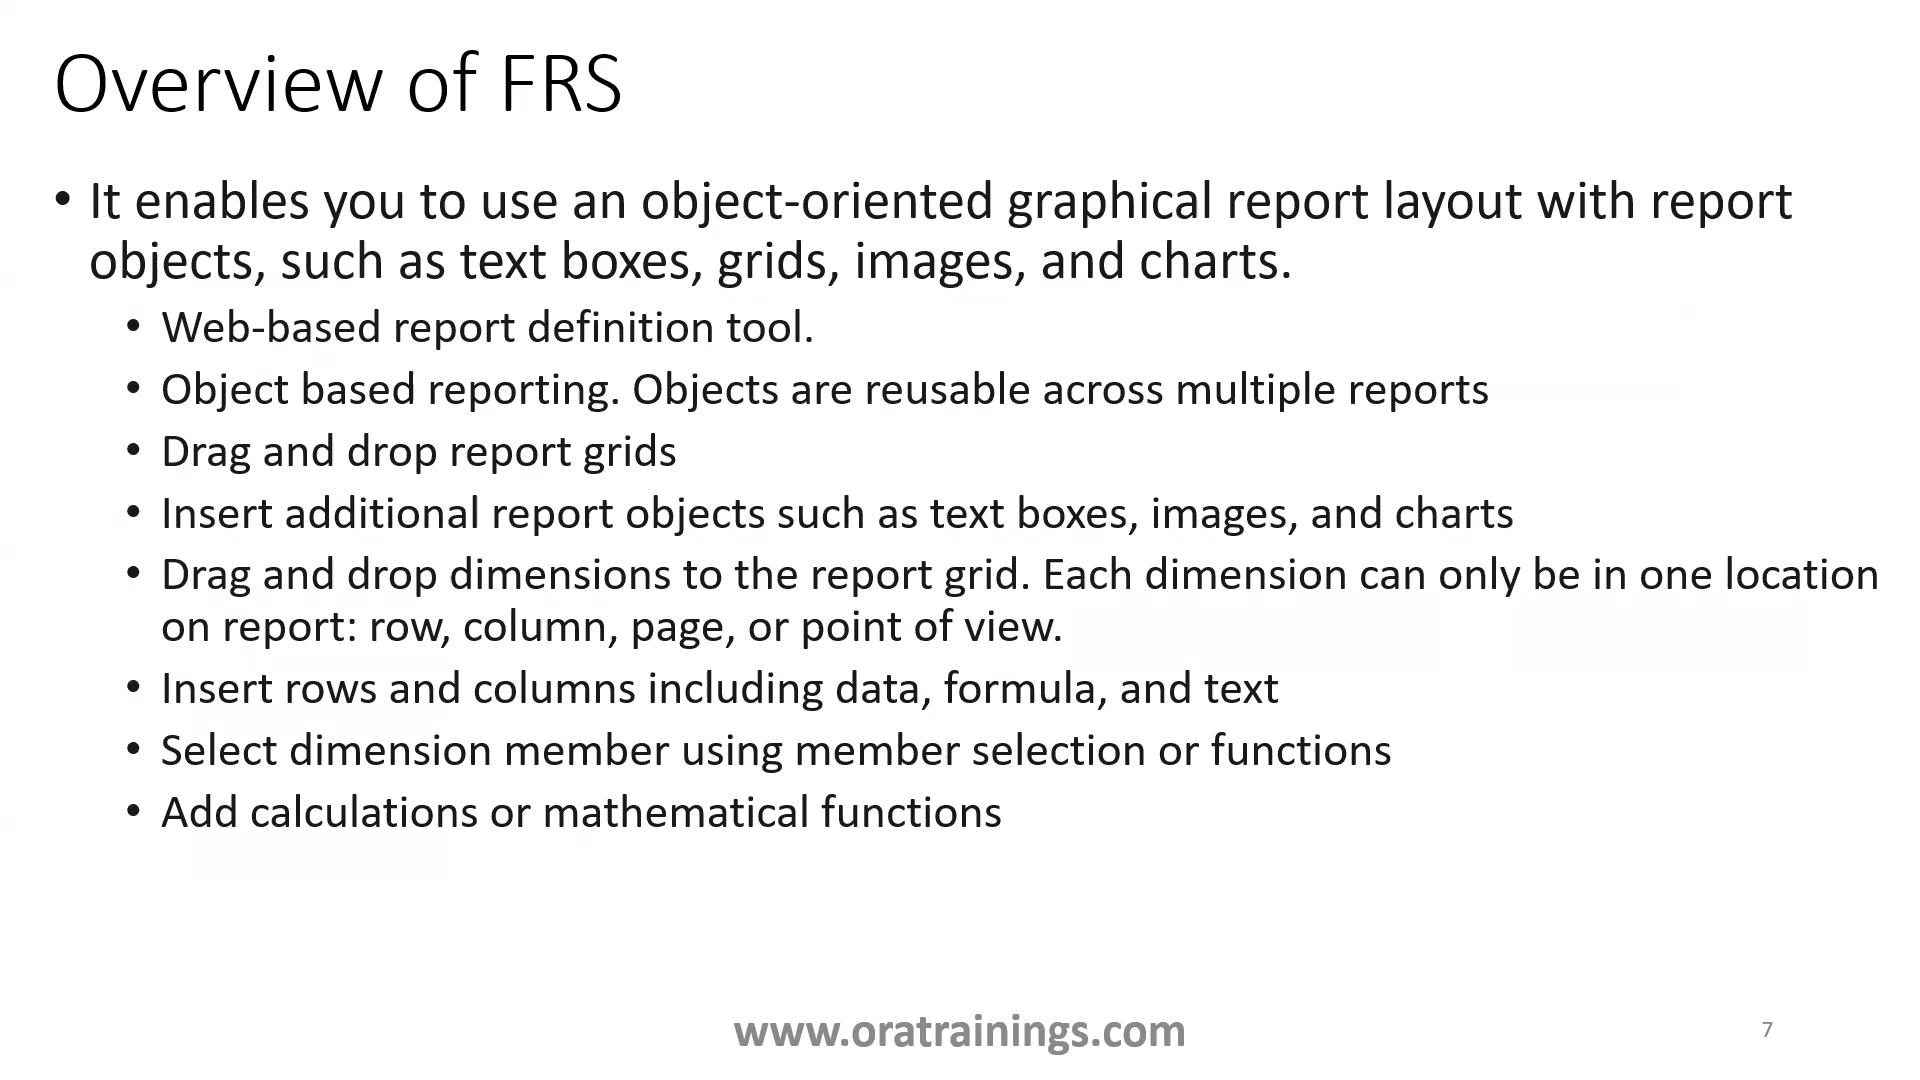 Overview of FRS
• It enables you to use an object-oriented graphical report layout with report
objects, such as text boxes, grids, images, and charts.
• Web-based report definition tool.
• Object based reporting. Objects are reusable across multiple reports
• Drag and drop report grids
• Insert additional report objects such as text boxes, images, and charts
• Drag and drop dimensions to the report grid. Each dimension can only be in one location
on report: row, column, page, or point of view.
• Insert rows and columns including data, formula, and text
• Select dimension member using member selection or functions
• Add calculations or mathematical functions
www.oratrainings.com
7